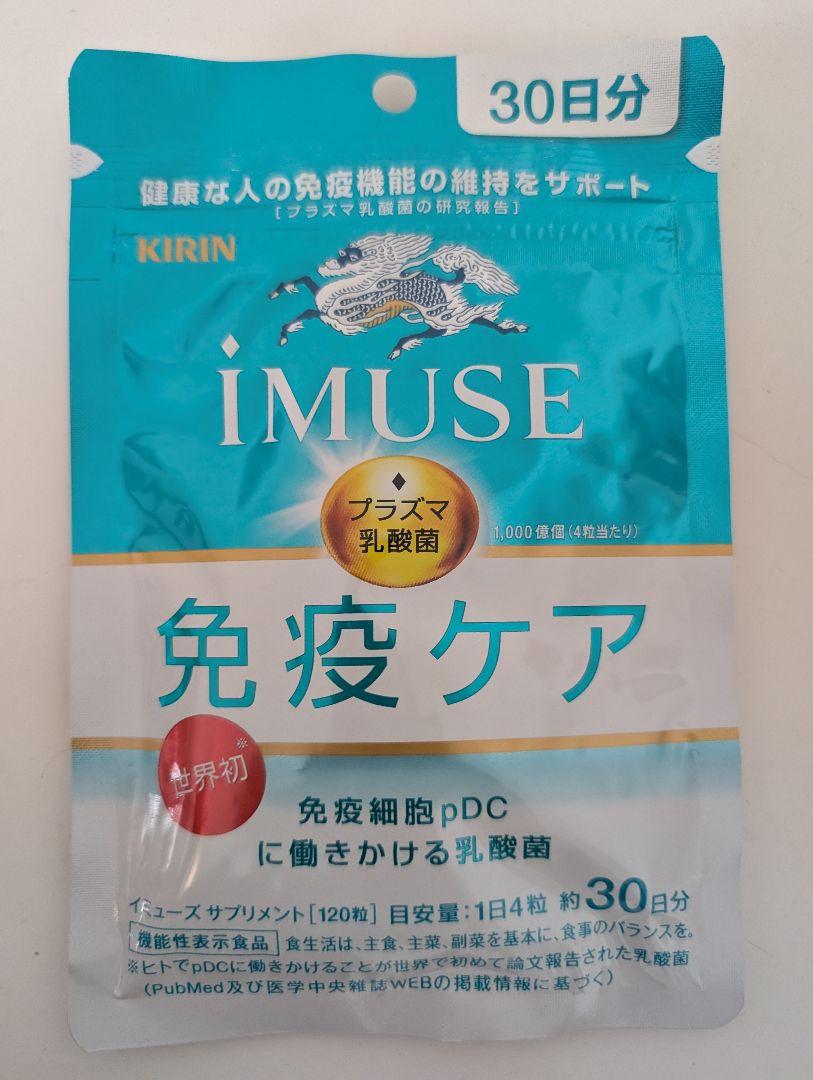 30日分
健康な人の免疫機能の維持をサポート
[プラズマ乳酸菌の研究報告]
KIRIN
iMUSE
プラズマ
乳酸菌
1,000億個(4粒当たり)
免疫ケア
世界初※
免疫細胞pDC
に働きかける乳酸菌
イミューズ サプリメント[120粒] 目安量:1日4粒 約30日分
機能性表示食品 食生活は、主食、主菜、副菜を基本に、食事のバランスを。
※ヒトでpDCに働きかけることが世界で初めて論文報告された乳酸菌
(PubMed及び医学中央雑誌WEBの掲載情報に基づく)